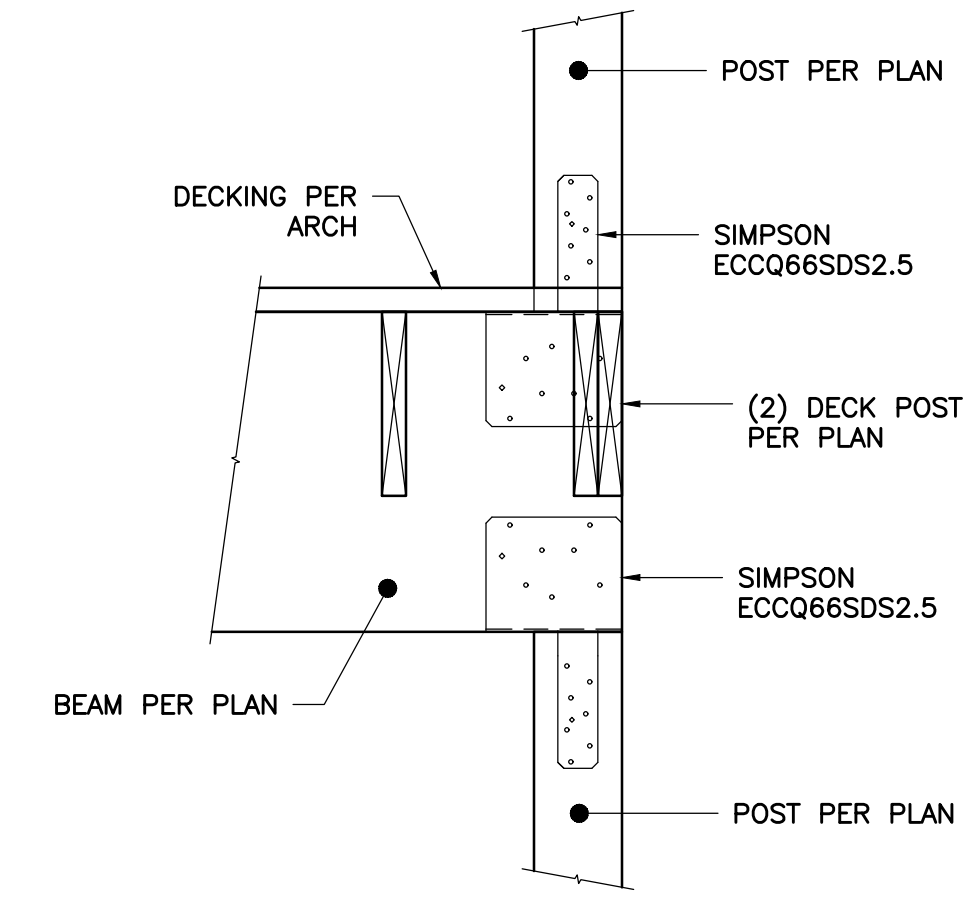 POST PER PLAN
DECKING PER
ARCH
SIMPSON
ECCQ66SDS2.5
(2) DECK POST
PER PLAN
SIMPSON
ECCQ66SDS2.5
BEAM PER PLAN
POST PER PLAN